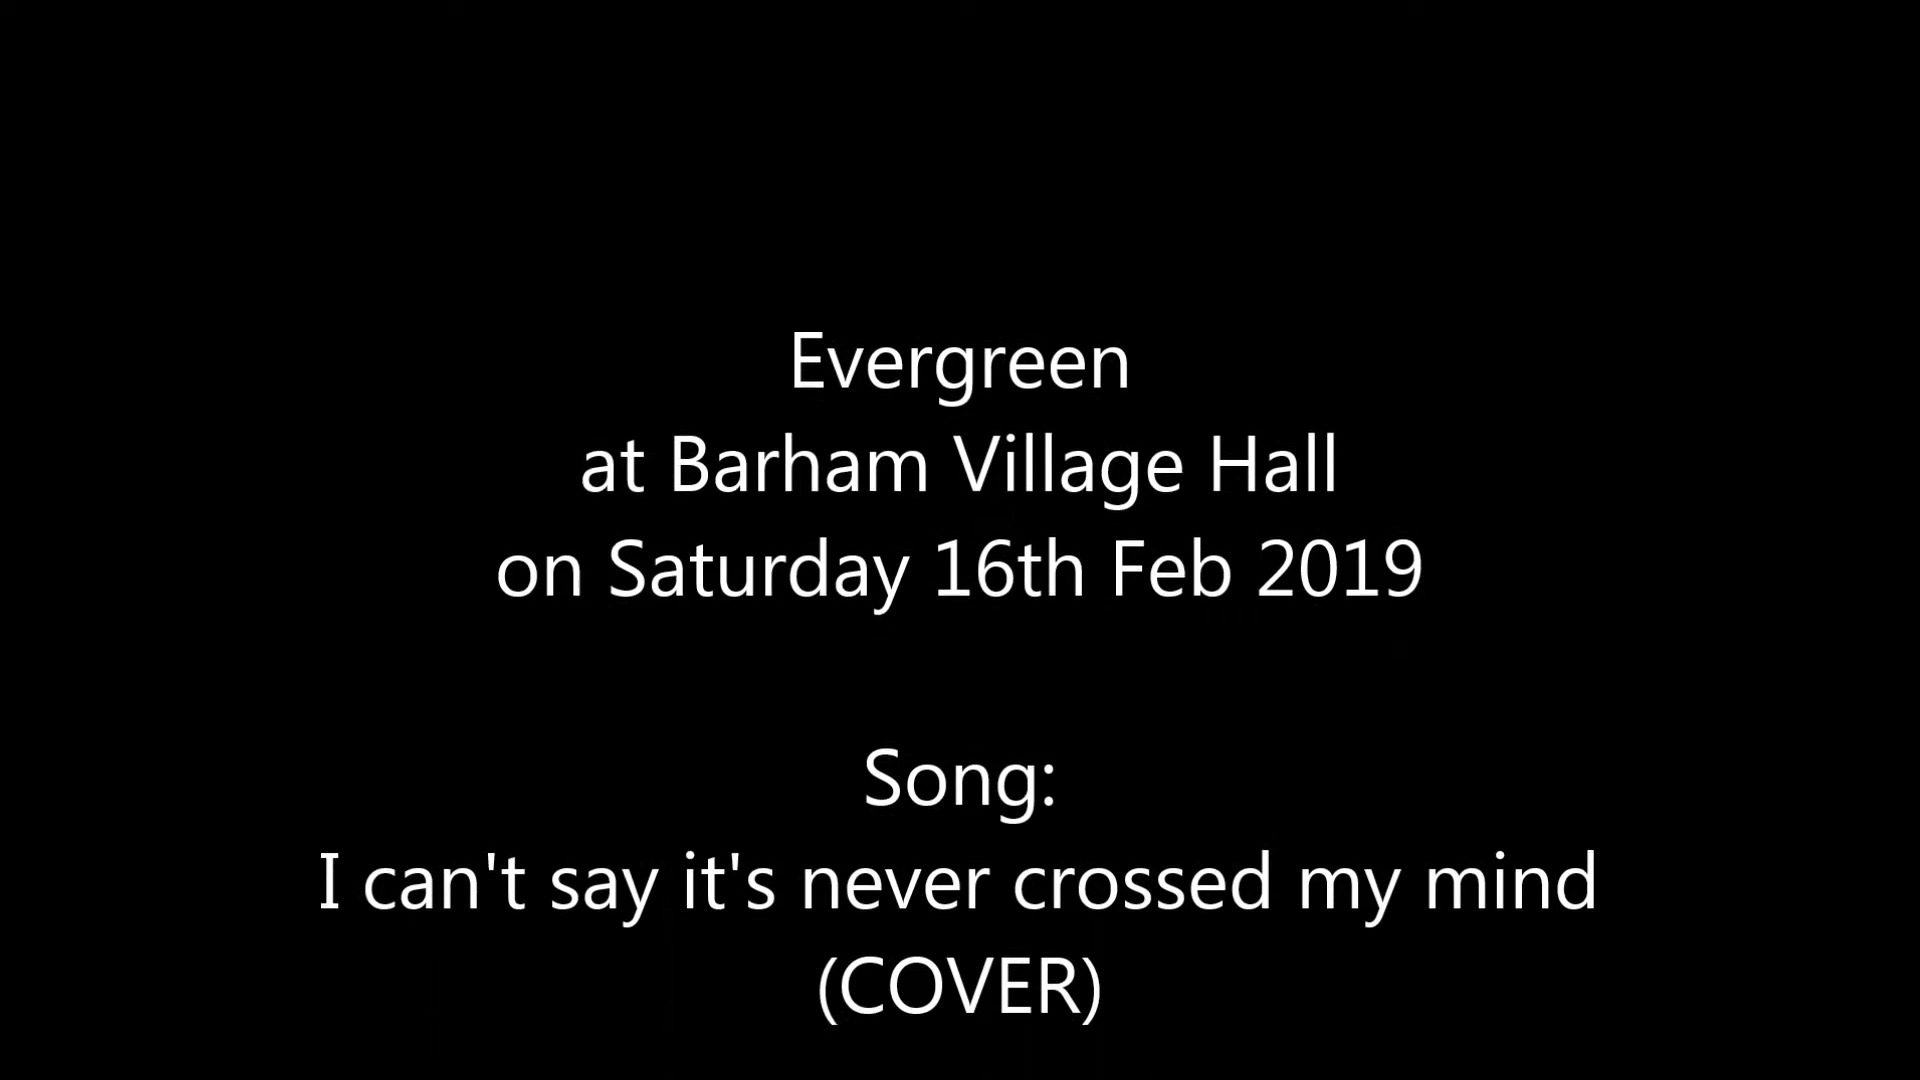 Evergreen
at Barham Village Hall
on Saturday 16th Feb 2019
Song:
I can't say it's never crossed my mind
(COVER)